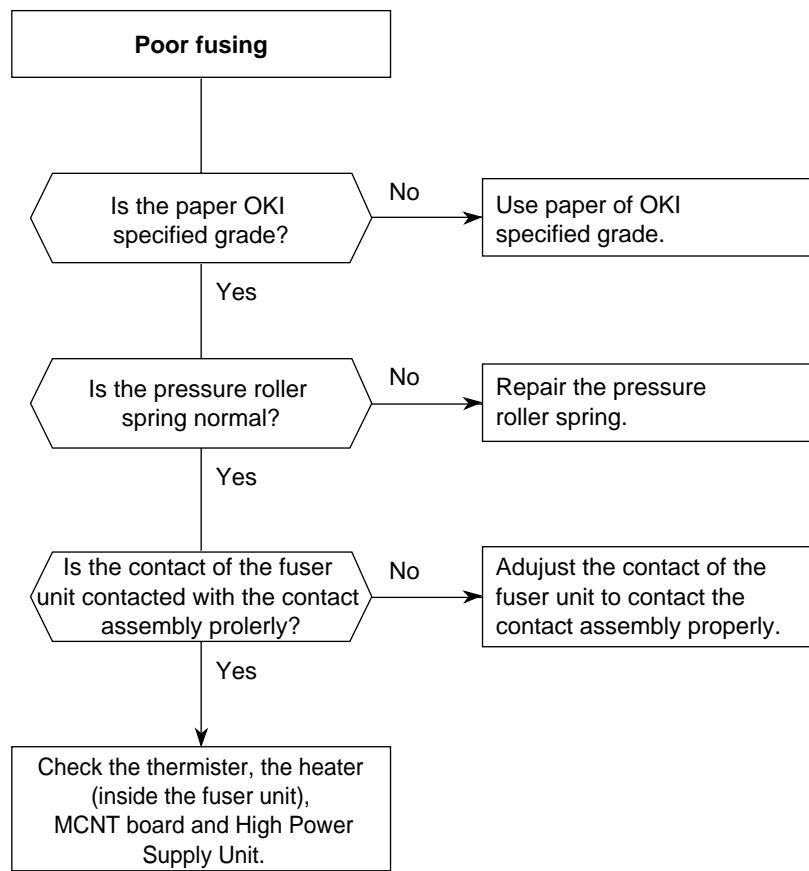 Poor fusing
Is the paper OKI
specified grade?
No
Use paper of OKI
specified grade.
Yes
Is the pressure roller
spring normal?
No
Repair the pressure
roller spring.
Yes
Is the contact of the fuser
unit contacted with the contact
assembly prolerly?
No
Adujust the contact of the
fuser unit to contact the
contact assembly properly.
Yes
Check the thermister, the heater
(inside the fuser unit),
MCNT board and High Power
Supply Unit.